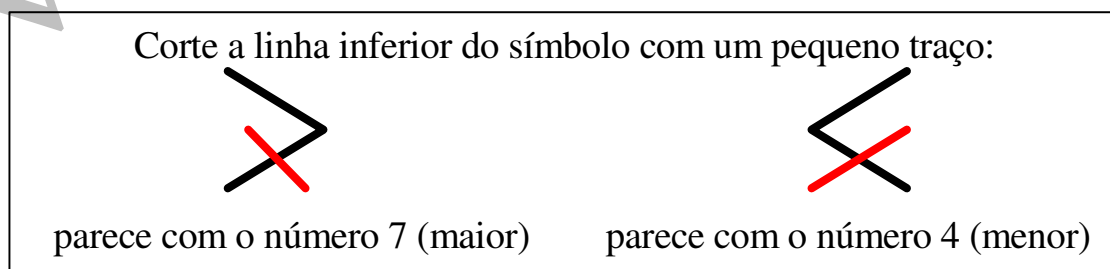 Corte a linha inferior do símbolo com um pequeno traço:
parece com o número 7 (maior) parece com o número 4 (menor)